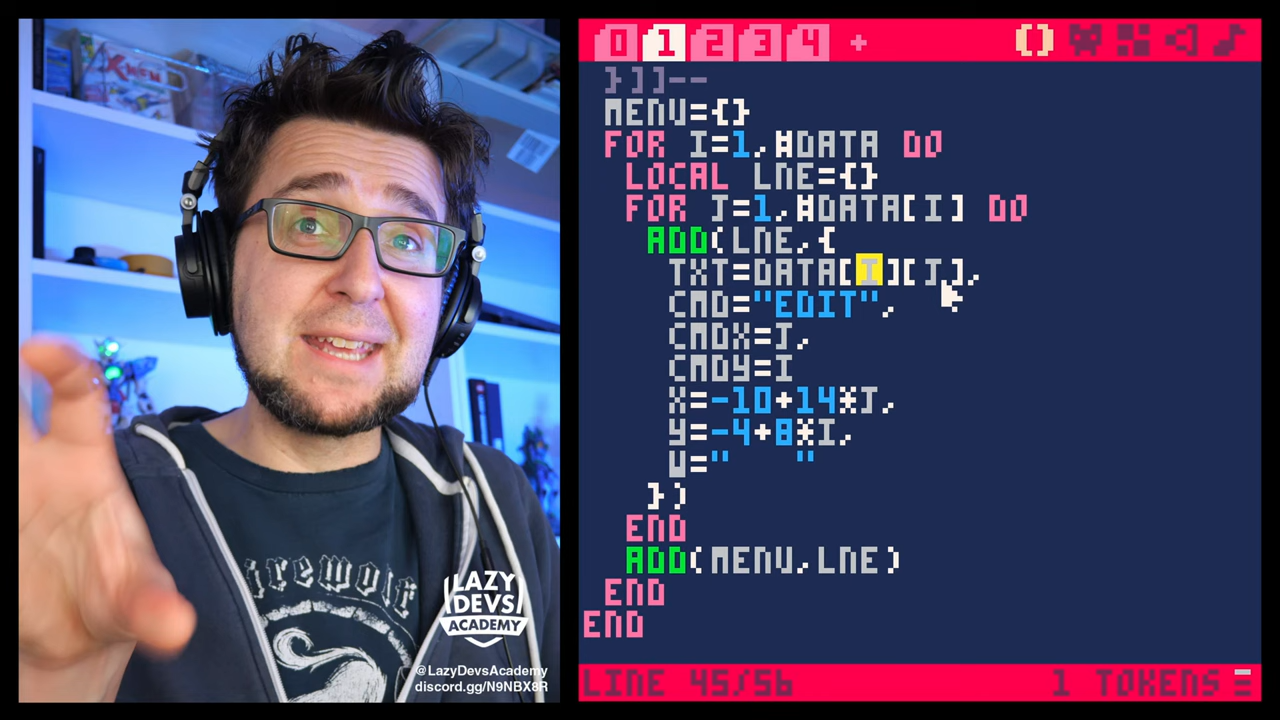 X-MEN
irewolf
LAZY
DEVS
ACADEMY
@LazyDevsAcademy
discord.gg/N9NBX8R
0 1 2 3 4 +
}]]--
MENU={}
FOR I=1,#DATA DO
LOCAL LNE={}
FOR J=1,#DATA[I] DO
ADD(LNE,{
TXT=DATA[I][J],
CMD="EDIT",
CMDX=J,
CMDY=I
X=-10+14*J,
Y=-4+8*I,
W="    "
})
END
ADD(MENU,LNE)
END
END
LINE 45/56
1 TOKENS